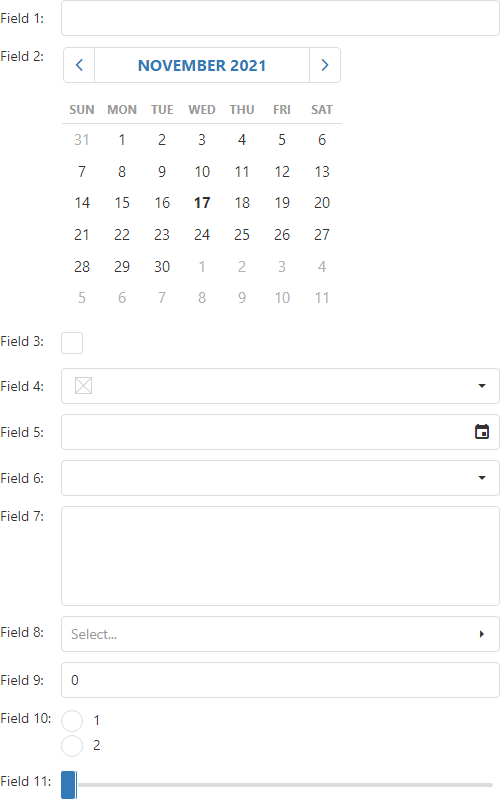 Field 1:
Field 2:
NOVEMBER 2021
SUN MON TUE WED THU FRI SAT
31 1 2 3 4 5 6
7 8 9 10 11 12 13
14 15 16 17 18 19 20
21 22 23 24 25 26 27
28 29 30 1 2 3 4
5 6 7 8 9 10 11
Field 3:
Field 4:
Field 5:
Field 6:
Field 7:
Field 8: Select...
Field 9: 0
Field 10: 1
2
Field 11: